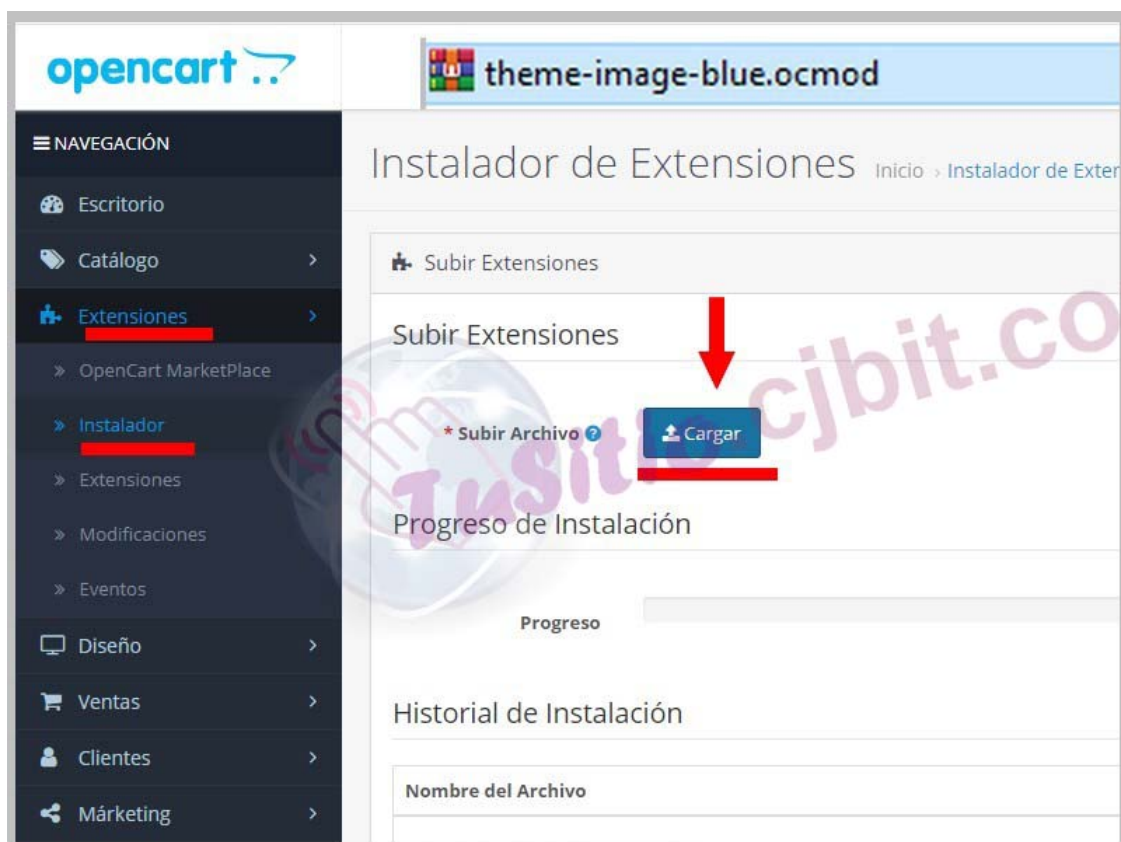 opencart
theme-image-blue.ocmod
NAVEGACIÓN
Instalador de Extensiones Inicio › Instalador de Exter
Escritorio
Catálogo
Subir Extensiones
Extensiones
Subir Extensiones
OpenCart MarketPlace
Instalador
* Subir Archivo Cargar
Extensiones
Modificaciones
Progreso de Instalación
Eventos
Progreso
Diseño
Ventas
Historial de Instalación
Clientes
Nombre del Archivo
Márketing
TuSitio cjbit.co